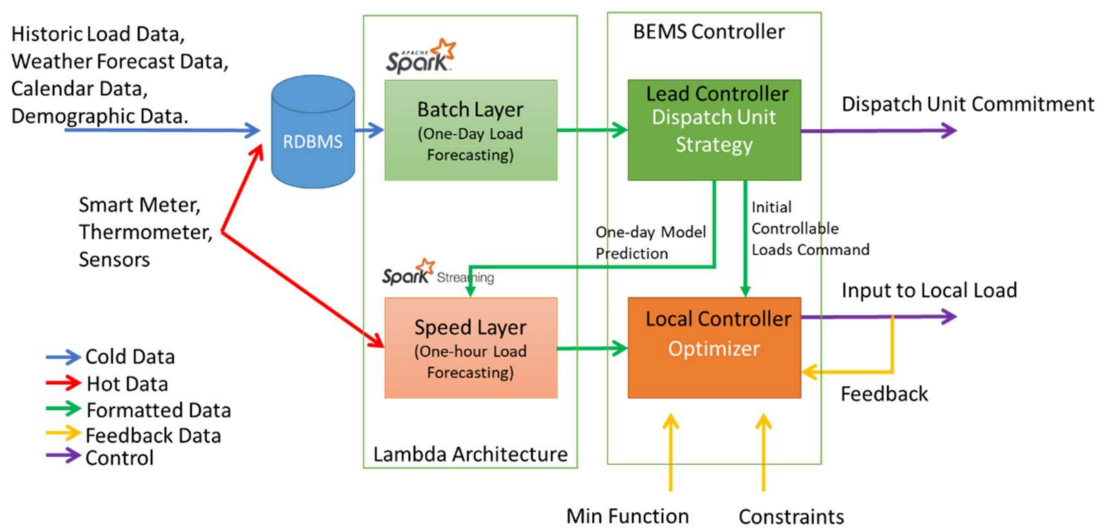 Historic Load Data,
Weather Forecast Data,
Calendar Data,
Demographic Data.
RDBMS
Smart Meter,
Thermometer,
Sensors
APACHE
Spark
Batch Layer
(One-Day Load
Forecasting)
BEMS Controller
Lead Controller
Dispatch Unit
Strategy
Dispatch Unit Commitment
One-day Model
Prediction
Initial
Controllable
Loads Command
Spark Streaming
Speed Layer
(One-hour Load
Forecasting)
Local Controller
Optimizer
Input to Local Load
Feedback
Cold Data
Hot Data
Formatted Data
Feedback Data
Control
Lambda Architecture
Min Function
Constraints